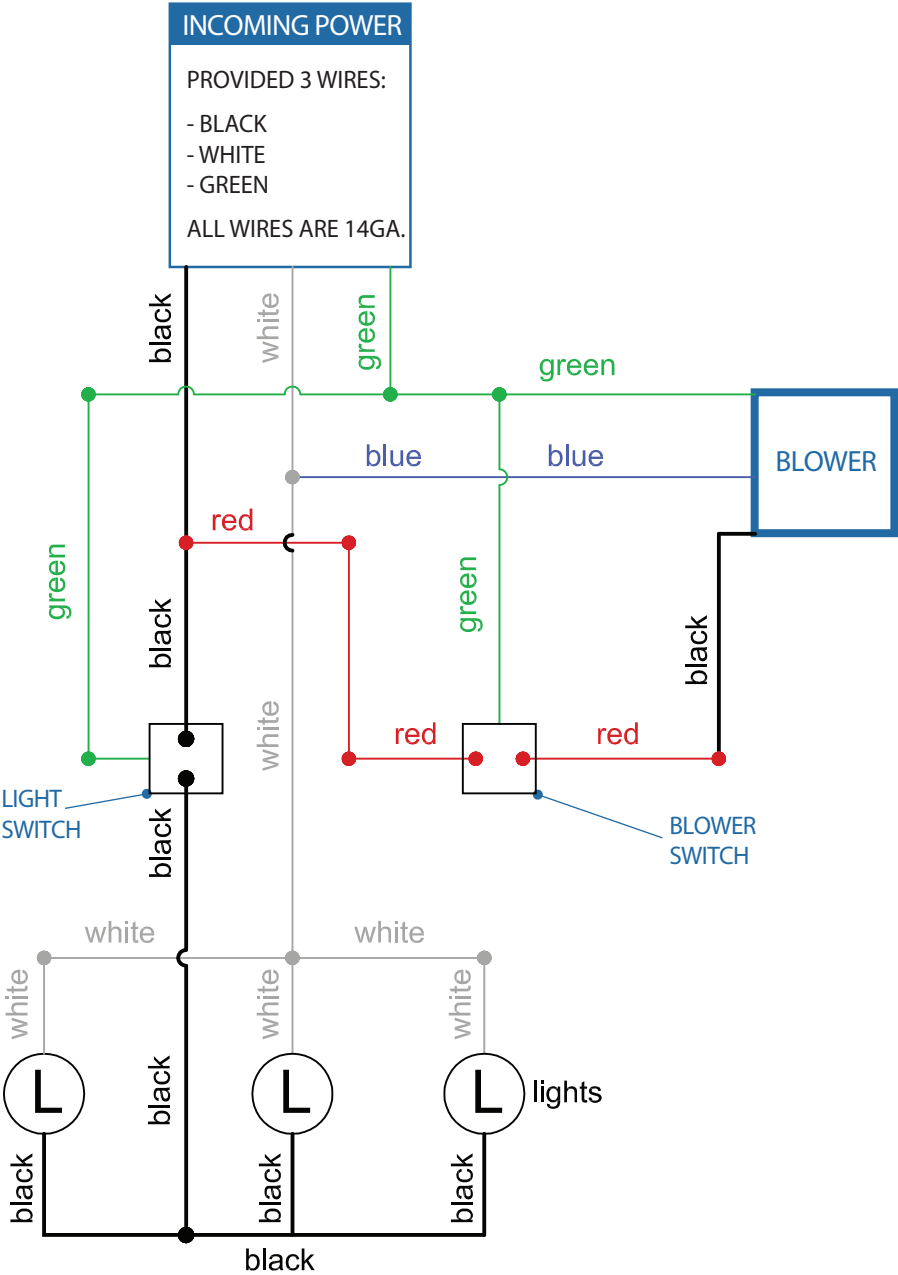 INCOMING POWER
PROVIDED 3 WIRES:
- BLACK
- WHITE
- GREEN
ALL WIRES ARE 14GA.
black
white
green
green
blue
blue
BLOWER
red
green
black
green
black
white
red
red
LIGHT
SWITCH
black
BLOWER
SWITCH
white
white
white
white
white
L
L
L
lights
black
black
black
black
black